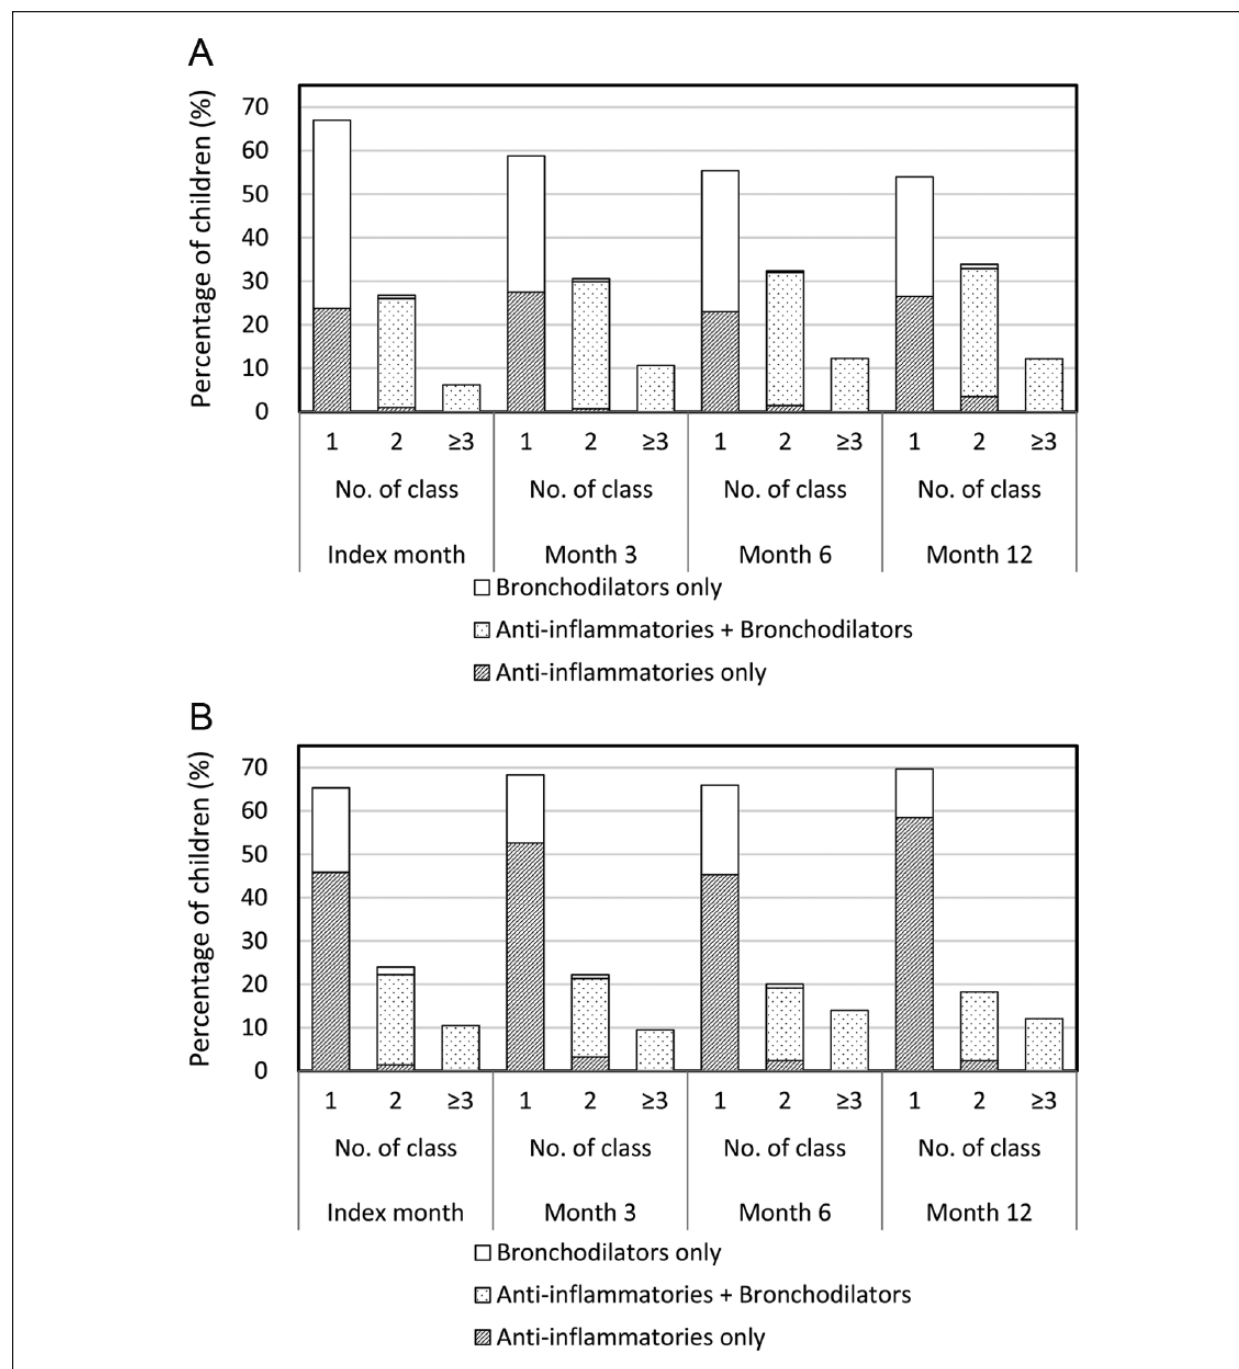 A
Percentage of children (%)
70
60
50
40
30
20
10
0
1 2 ≥3 1 2 ≥3 1 2 ≥3 1 2 ≥3
No. of class No. of class No. of class No. of class
Index month Month 3 Month 6 Month 12
Bronchodilators only
Anti-inflammatories + Bronchodilators
Anti-inflammatories only
B
Percentage of children (%)
70
60
50
40
30
20
10
0
1 2 ≥3 1 2 ≥3 1 2 ≥3 1 2 ≥3
No. of class No. of class No. of class No. of class
Index month Month 3 Month 6 Month 12
Bronchodilators only
Anti-inflammatories + Bronchodilators
Anti-inflammatories only